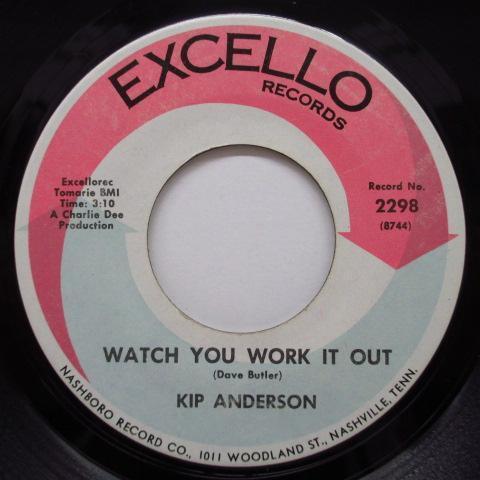 EXCELLO
RECORDS
Excellorec
Tomarie BMI
Time: 3:10
A Charlie Dee
Production
Record No.
2298
(8744)
WATCH YOU WORK IT OUT
(Dave Butler)
KIP ANDERSON
NASHBORO RECORD CO., 1011 WOODLAND ST., NASHVILLE, TENN.